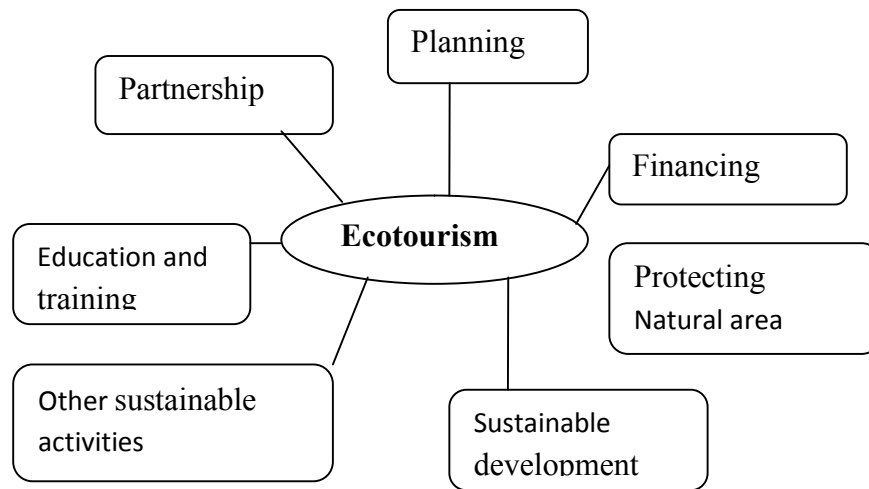 Planning
Partnership
Financing
Ecotourism
Education and
training
Protecting
Natural area
Other sustainable
activities
Sustainable
development